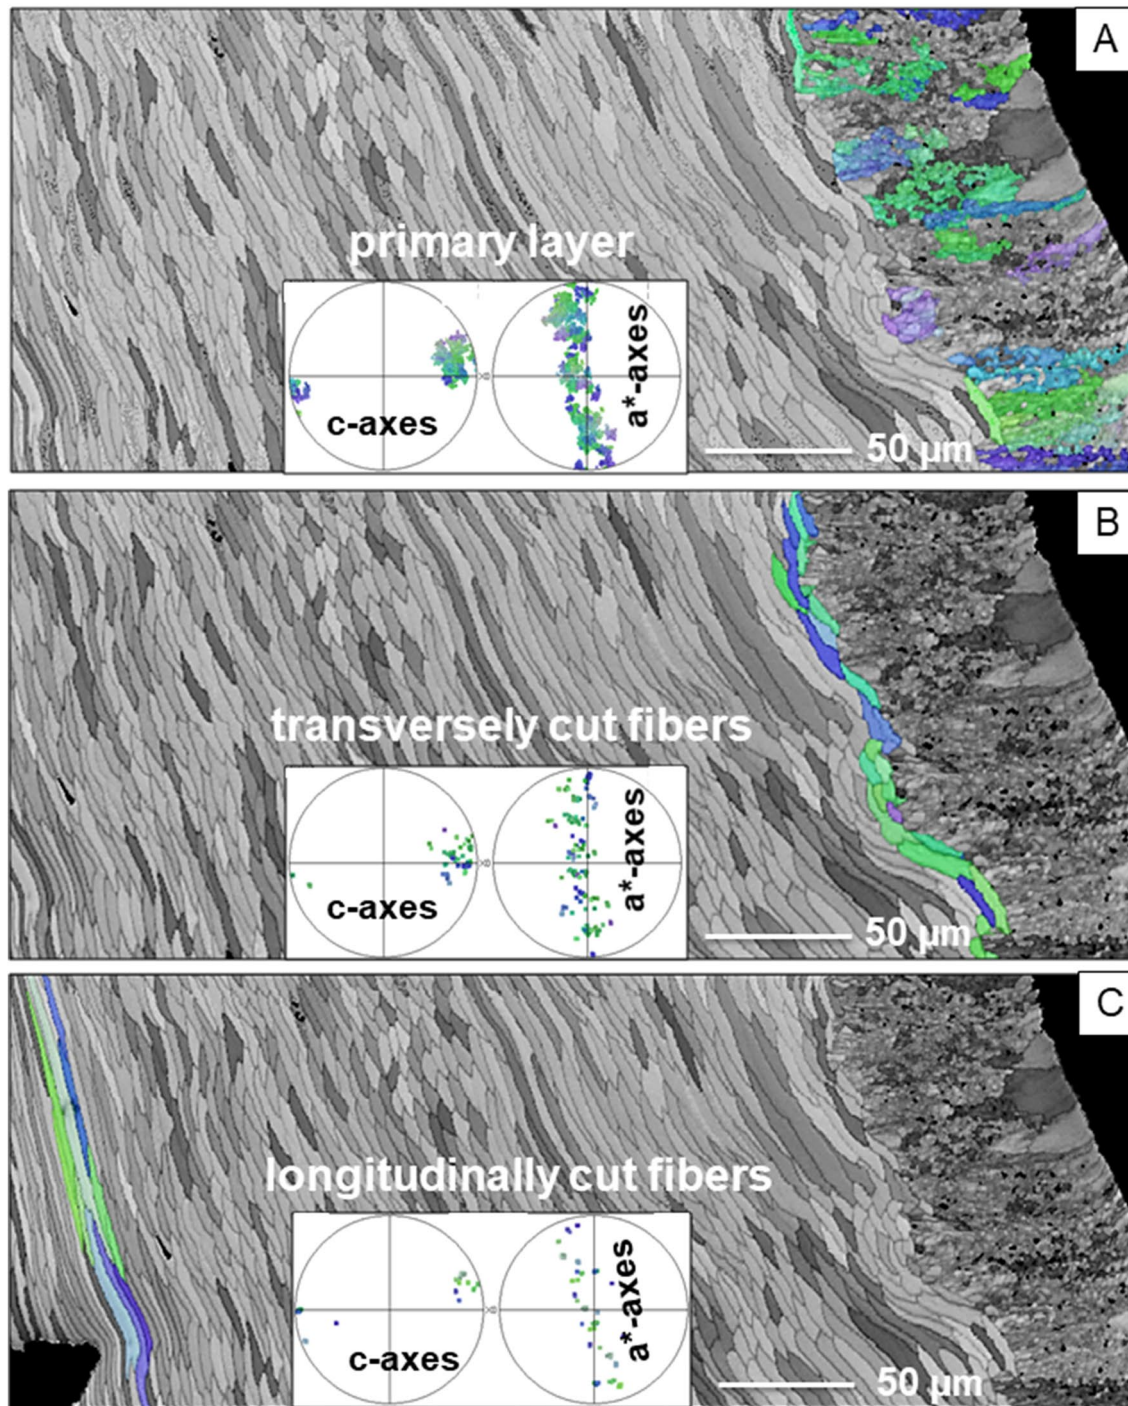 A
primary layer
c-axes
a*-axes
50 µm
B
transversely cut fibers
c-axes
a*-axes
50 µm
C
longitudinally cut fibers
c-axes
a*-axes
50 µm